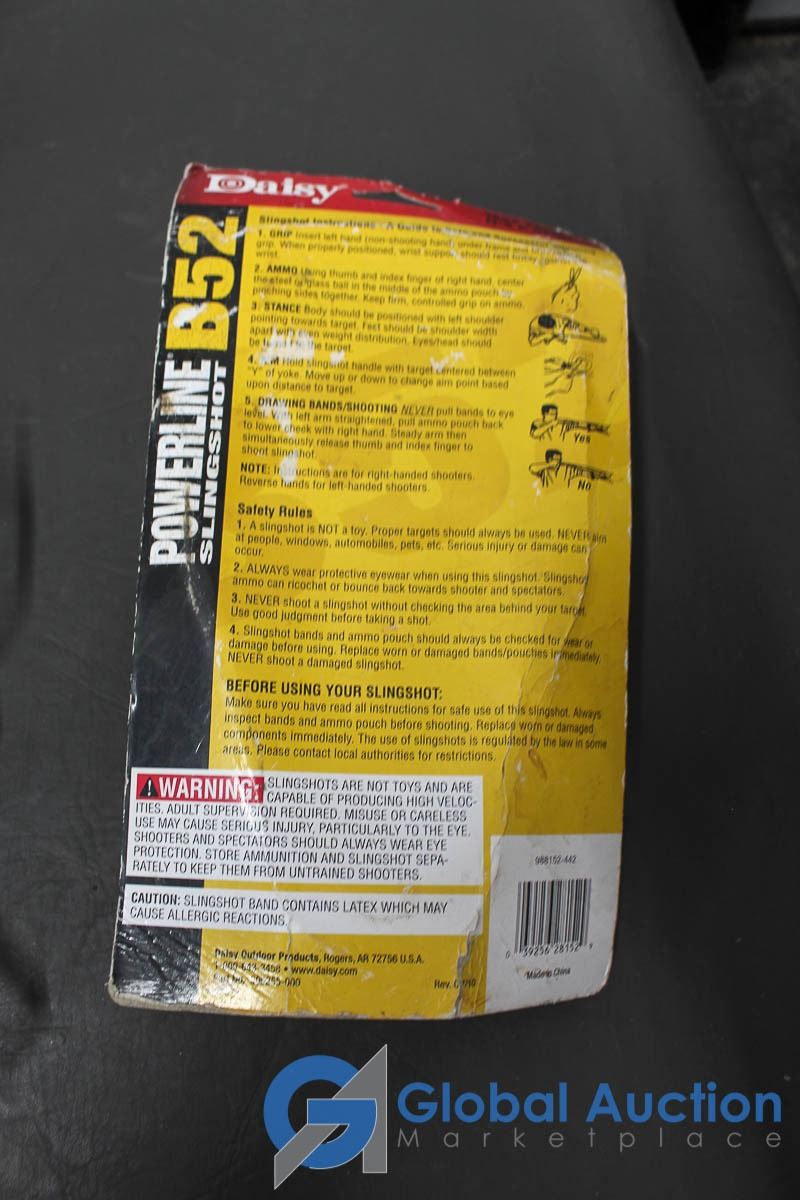 Daisy
POWERLINE B52
SLINGSHOT
Slingshot Instructions - A Guide
1. GRIP Insert left hand (non-shooting hand) under frame and
grip. When properly positioned, wrist support should rest
wrist.
2. AMMO Using thumb and index finger of right hand, center
the steel or glass ball in the middle of the ammo pouch by
pinching sides together. Keep firm, controlled grip on ammo.
3. STANCE Body should be positioned with left shoulder
pointing towards target. Feet should be shoulder width
apart with even weight distribution. Eyes/head should
be the target.
4. Hold slingshot handle with target centered between
"Y" of yoke. Move up or down to change aim point based
upon distance to target.
5. DRAWING BANDS/SHOOTING NEVER pull bands to eye
level. With left arm straightened, pull ammo pouch back
to lower cheek with right hand. Steady arm then
simultaneously release thumb and index finger to
shoot slingshot.
Yes
NOTE: Instructions are for right-handed shooters.
Reverse hands for left-handed shooters.
No
Safety Rules
1. A slingshot is NOT a toy. Proper targets should always be used. NEVER aim
at people, windows, automobiles, pets, etc. Serious injury or damage can
occur.
2. ALWAYS wear protective eyewear when using this slingshot. Slingshot
ammo can ricochet or bounce back towards shooter and spectators.
3. NEVER shoot a slingshot without checking the area behind your target.
Use good judgment before taking a shot.
4. Slingshot bands and ammo pouch should always be checked for wear or
damage before using. Replace worn or damaged bands/pouches immediately.
NEVER shoot a damaged slingshot.
BEFORE USING YOUR SLINGSHOT:
Make sure you have read all instructions for safe use of this slingshot. Always
inspect bands and ammo pouch before shooting. Replace worn or damaged
components immediately. The use of slingshots is regulated by the law in some
areas. Please contact local authorities for restrictions.
WARNING: SLINGSHOTS ARE NOT TOYS AND ARE
CAPABLE OF PRODUCING HIGH VELOC-
ITIES. ADULT SUPERVISION REQUIRED. MISUSE OR CARELESS
USE MAY CAUSE SERIOUS INJURY, PARTICULARLY TO THE EYE.
SHOOTERS AND SPECTATORS SHOULD ALWAYS WEAR EYE
PROTECTION. STORE AMMUNITION AND SLINGSHOT SEPA-
RATELY TO KEEP THEM FROM UNTRAINED SHOOTERS.
CAUTION: SLINGSHOT BAND CONTAINS LATEX WHICH MAY
CAUSE ALLERGIC REACTIONS.
Daisy Outdoor Products, Rogers, AR 72756 U.S.A.
www.daisy.com
Rev.
988152-442
0 39256 28152 9
Made in China
Global Auction
Marketplace